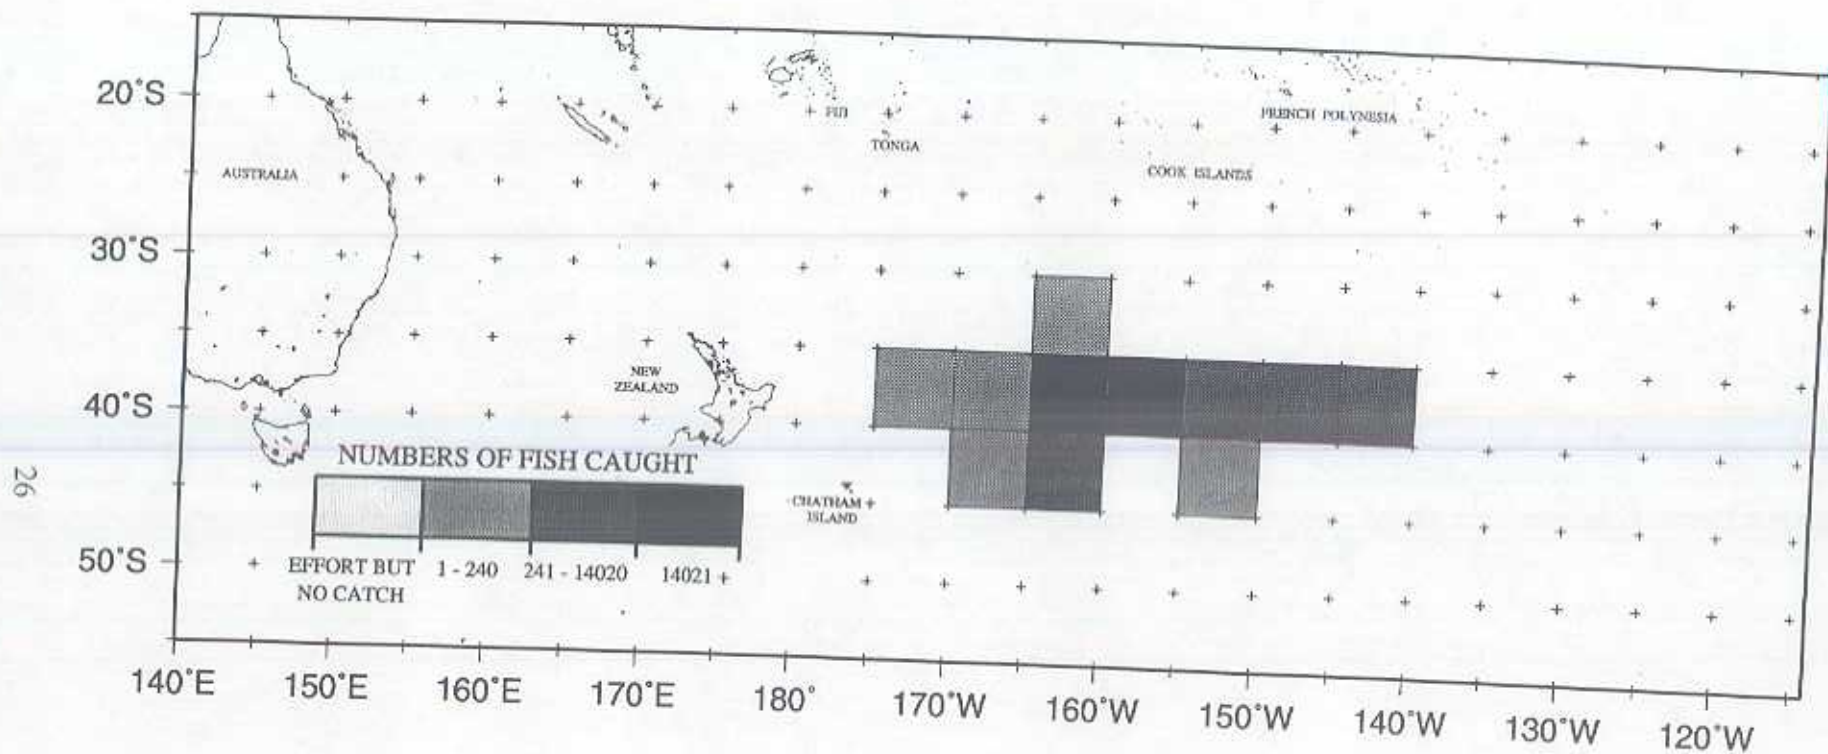 20°S
FIJI
FRENCH POLYNESIA
TONGA
AUSTRALIA
COOK ISLANDS
30°S
NEW
ZEALAND
40°S
NUMBERS OF FISH CAUGHT
CHATHAM
ISLAND
50°S
EFFORT BUT
NO CATCH
1 - 240
241 - 14020
14021 +
140°E
150°E
160°E
170°E
180°
170°W
160°W
150°W
140°W
130°W
120°W
26